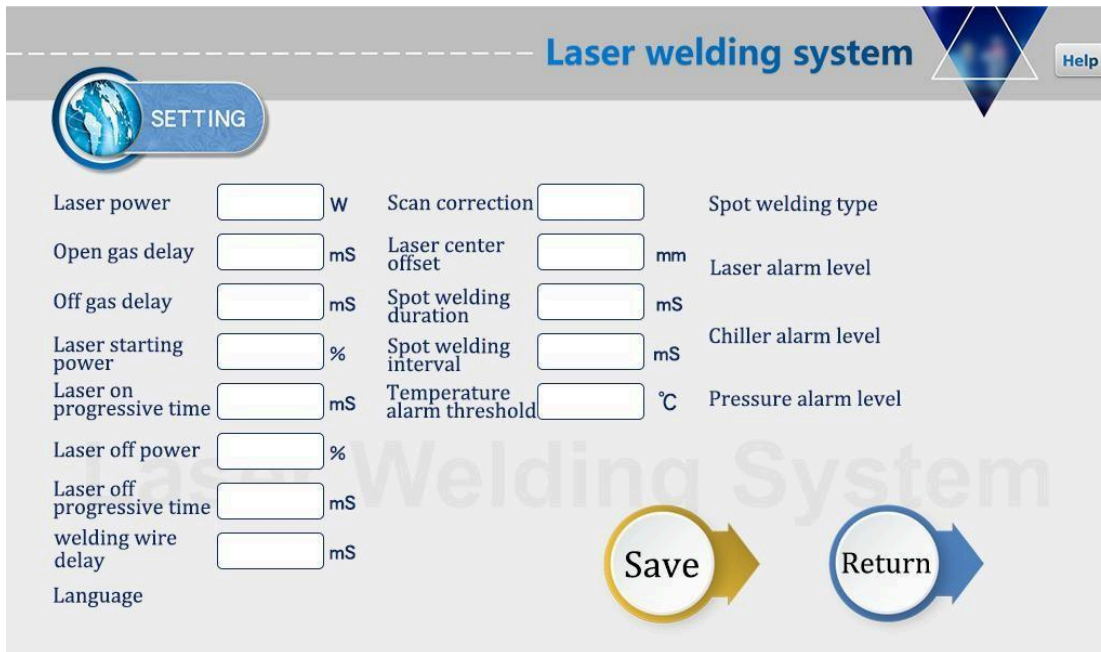 Laser welding system
Help
SETTING
Laser power
W
Scan correction
Spot welding type
Open gas delay
mS
Laser center
offset
mm
Laser alarm level
Off gas delay
mS
Spot welding
duration
mS
Laser starting
power
%
Spot welding
interval
mS
Chiller alarm level
Laser on
progressive time
mS
Temperature
alarm threshold
℃
Pressure alarm level
Laser off power
%
Laser Welding System
Laser off
progressive time
mS
welding wire
delay
mS
Language
Save
Return